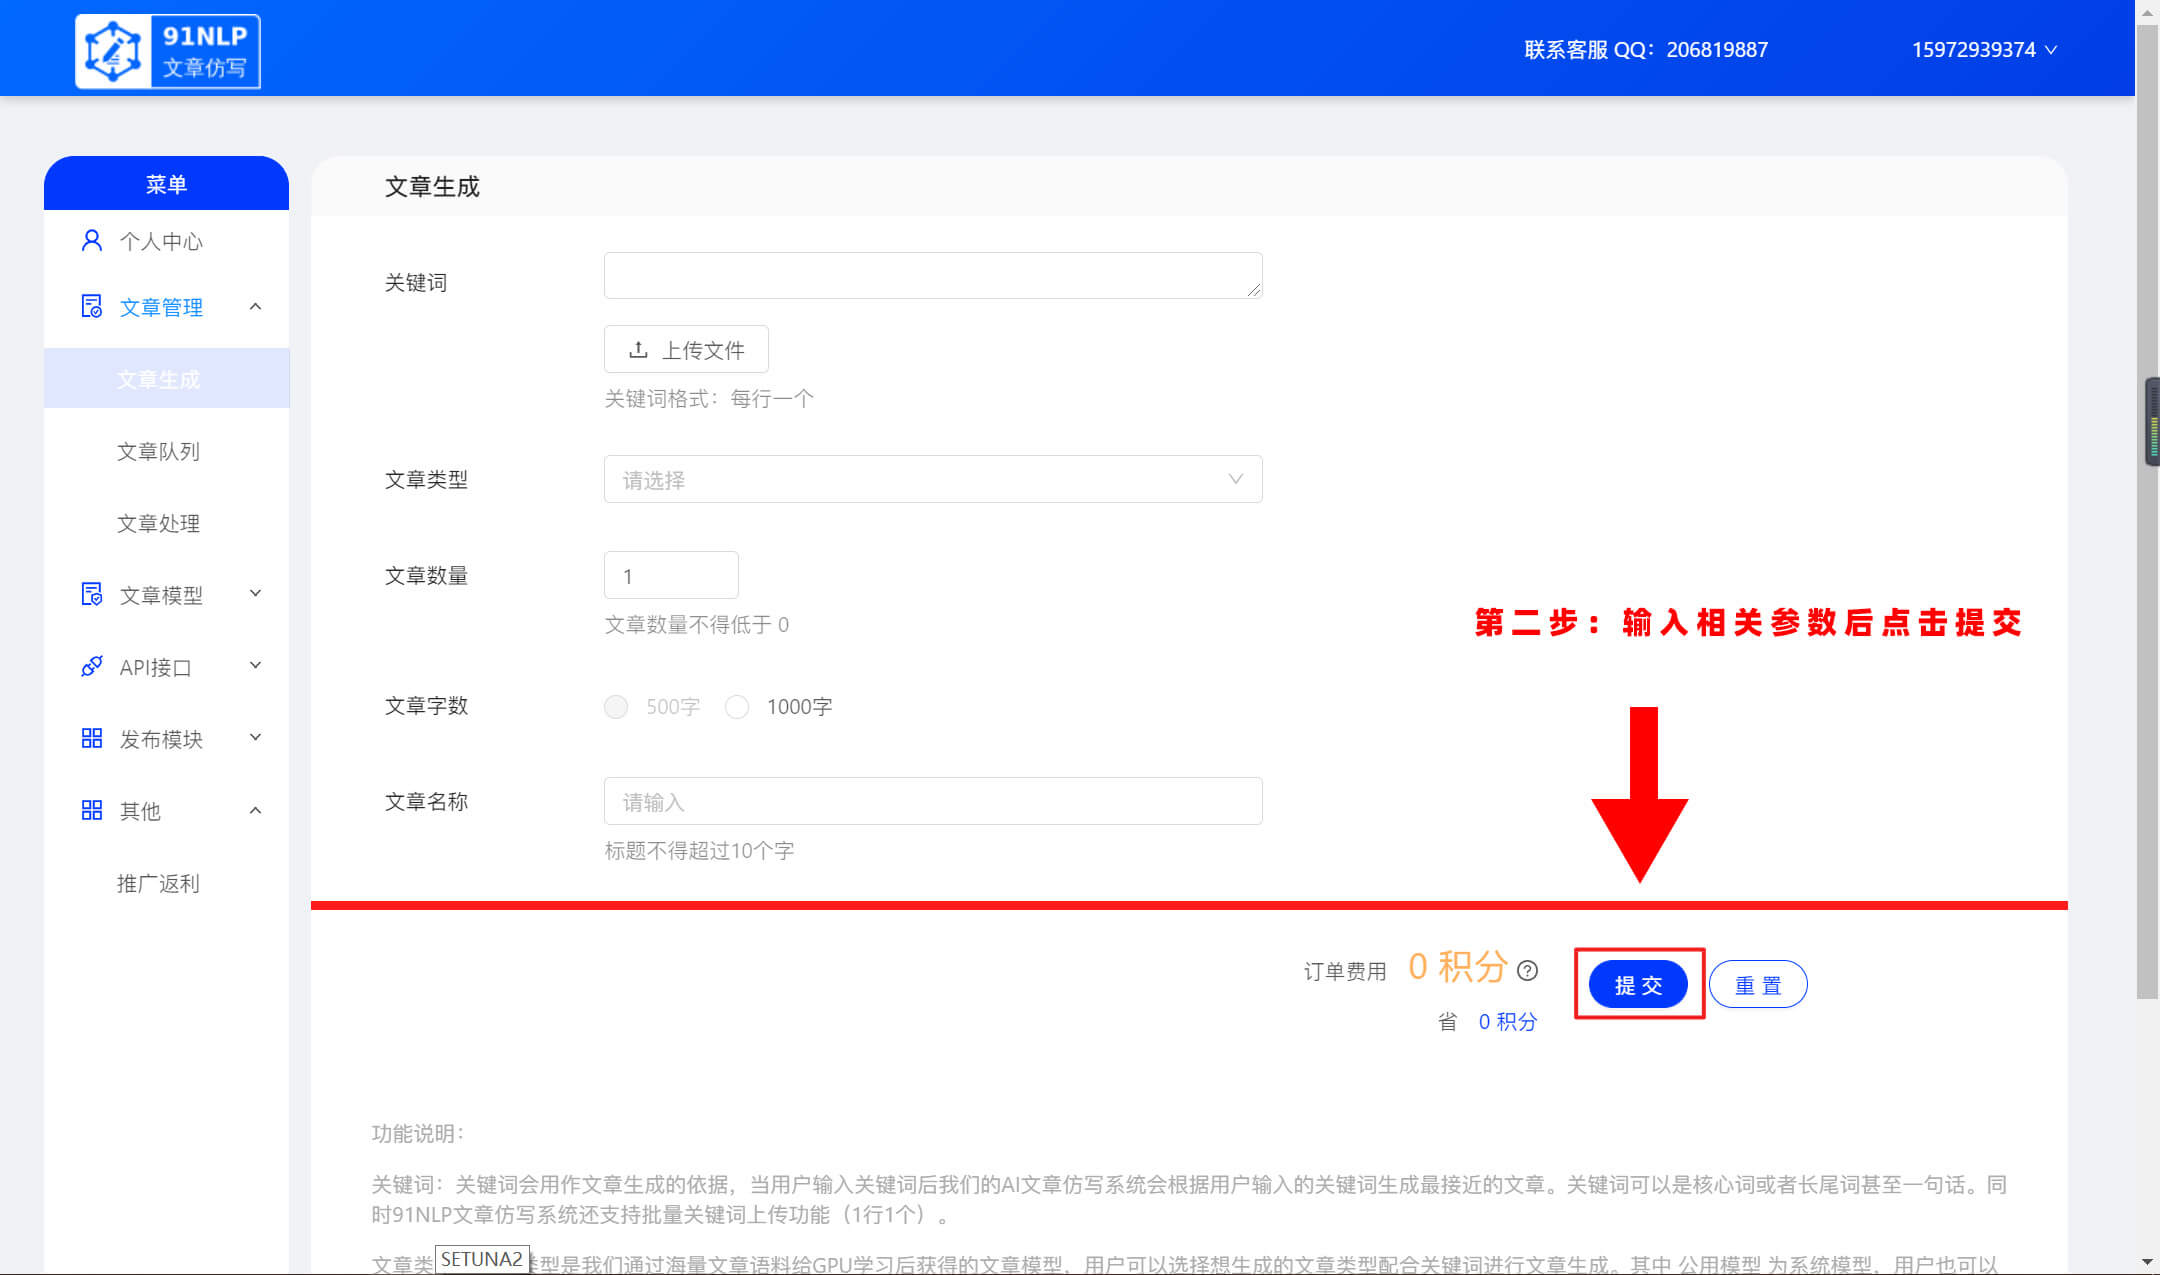 91NLP
文章仿写
联系客服 QQ：206819887
15972939374
菜单
个人中心
文章管理
文章生成
文章队列
文章处理
文章模型
API接口
发布模块
其他
推广返利
文章生成
关键词
上传文件
关键词格式：每行一个
文章类型
请选择
文章数量
1
文章数量不得低于 0
第二步：输入相关参数后点击提交
文章字数
500字
1000字
文章名称
请输入
标题不得超过10个字
订单费用 0 积分
提 交
重 置
省 0 积分
功能说明：
关键词：关键词会用作文章生成的依据，当用户输入关键词后我们的AI文章仿写系统会根据用户输入的关键词生成最接近的文章。关键词可以是核心词或者长尾词甚至一句话。同
时91NLP文章仿写系统还支持批量关键词上传功能（1行1个）。
文章类
SETUNA2
类型是我们通过海量文章语料给GPU学习后获得的文章模型，用户可以选择想生成的文章类型配合关键词进行文章生成。其中 公用模型 为系统模型，用户也可以